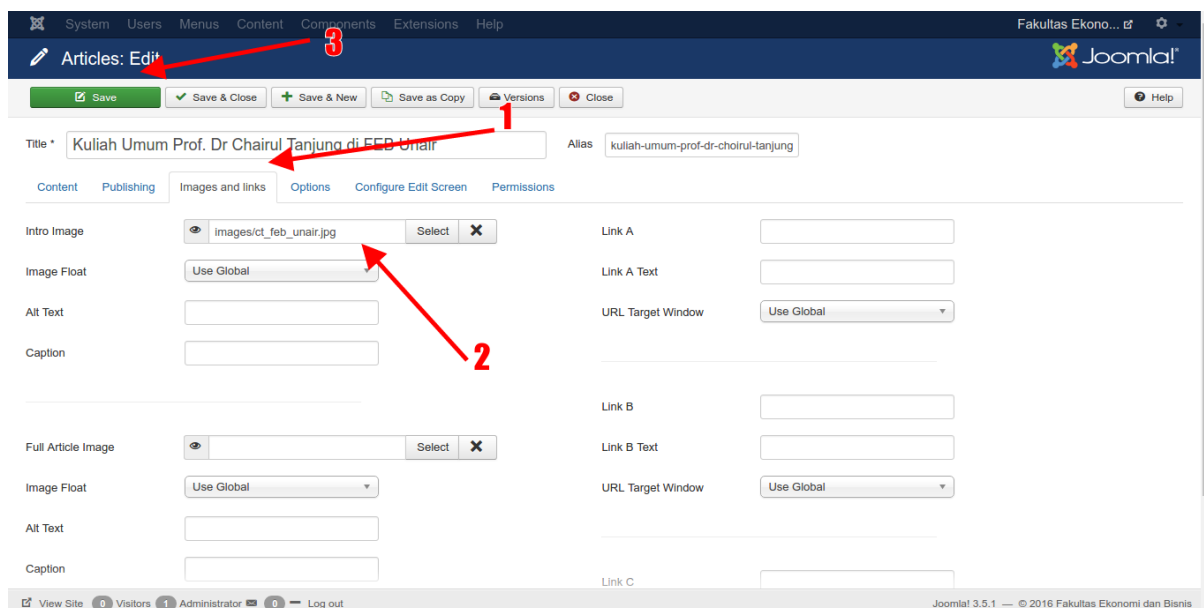 System Users Menus Content Components Extensions Help Fakultas Ekono...
3
Articles: Edit Joomla!
Save Save & Close Save & New Save as Copy Versions Close Help
1
Title * Kuliah Umum Prof. Dr Chairul Tanjung di FEB Unair Alias kuliah-umum-prof-dr-choirul-tanjung
Content Publishing Images and links Options Configure Edit Screen Permissions
Intro Image images/ct_feb_unair.jpg Select Link A
Image Float Use Global Link A Text
Alt Text URL Target Window Use Global
Caption 2
Link B
Full Article Image Select Link B Text
Image Float Use Global URL Target Window Use Global
Alt Text
Caption Link C
View Site 0 Visitors 1 Administrator 0 Log out Joomla! 3.5.1 — © 2016 Fakultas Ekonomi dan Bisnis